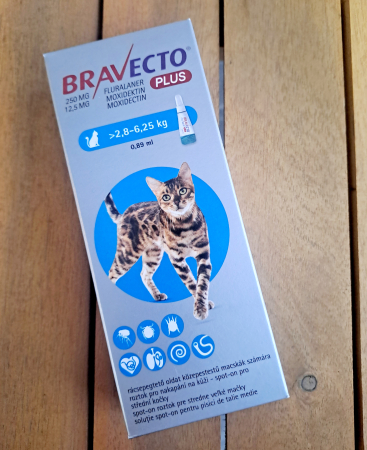 BRAVECTO®
PLUS
250 MG FLURALANER
12,5 MG MOXIDEKTIN
MOXIDECTIN
>2,8–6,25 kg
0,89 ml
rácsepegtető oldat közepestestű macskák számára
roztok pro nakapání na kůži – spot-on pro
střední kočky
spot-on roztok pre stredne veľké mačky
soluție spot-on pentru pisici de talie medie